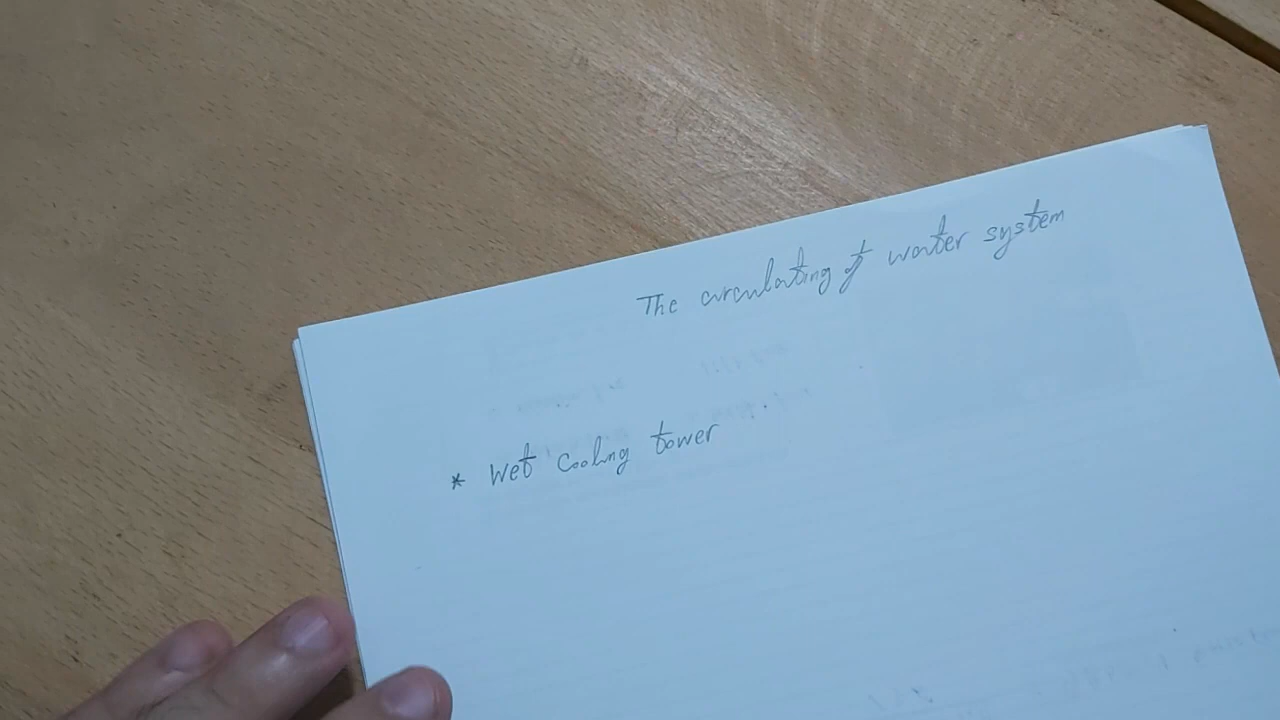 The circulating of water system
* Wet cooling tower